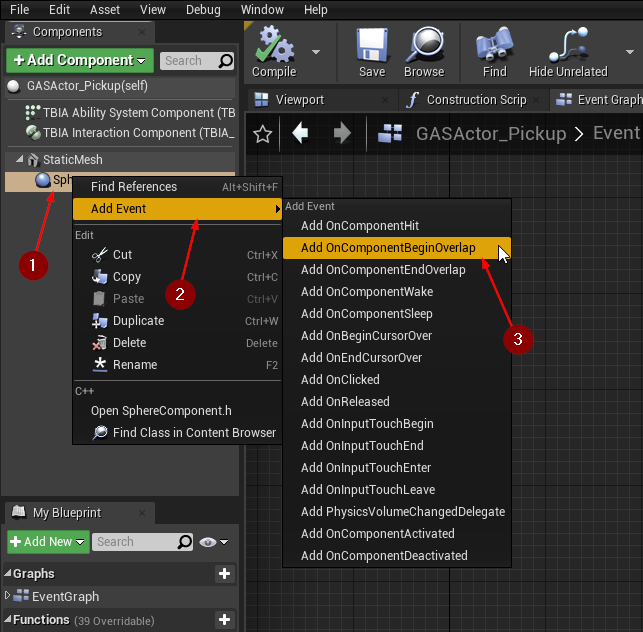 File Edit Asset View Debug Window Help
Components
Add Component
Search
Compile
Save
Browse
Find
Hide Unrelated
GASActor_Pickup(self)
Viewport
Construction Scrip
Event Graph
TBIA Ability System Component (TB
TBIA Interaction Component (TBIA_
GASActor_Pickup > Event
StaticMesh
Sph
Find References Alt+Shift+F
Add Event
Edit
Cut Ctrl+X
Copy Ctrl+C
Paste Ctrl+V
Duplicate Ctrl+W
Delete Delete
Rename F2
C++
Open SphereComponent.h
Find Class in Content Browser
Add Event
Add OnComponentHit
Add OnComponentBeginOverlap
Add OnComponentEndOverlap
Add OnComponentWake
Add OnComponentSleep
Add OnBeginCursorOver
Add OnEndCursorOver
Add OnClicked
Add OnReleased
Add OnInputTouchBegin
Add OnInputTouchEnd
Add OnInputTouchEnter
Add OnInputTouchLeave
Add PhysicsVolumeChangedDelegate
Add OnComponentActivated
Add OnComponentDeactivated
1
2
3
My Blueprint
Add New
Search
Graphs
EventGraph
Functions (39 Overridable)